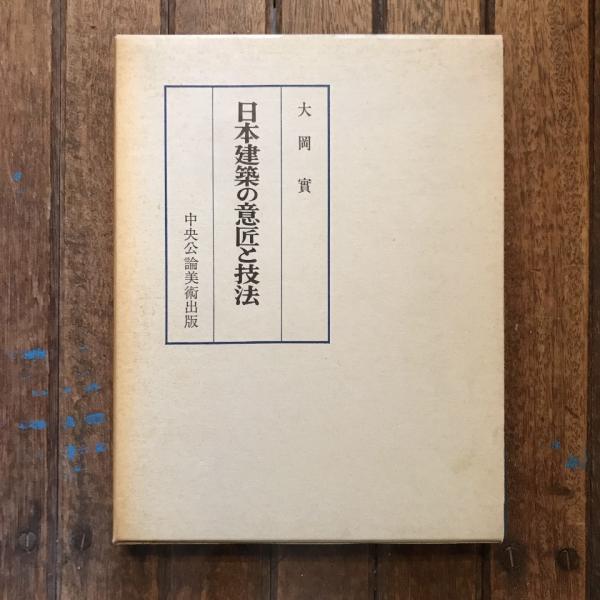 大岡實
日本建築の意匠と技法
中央公論美術出版